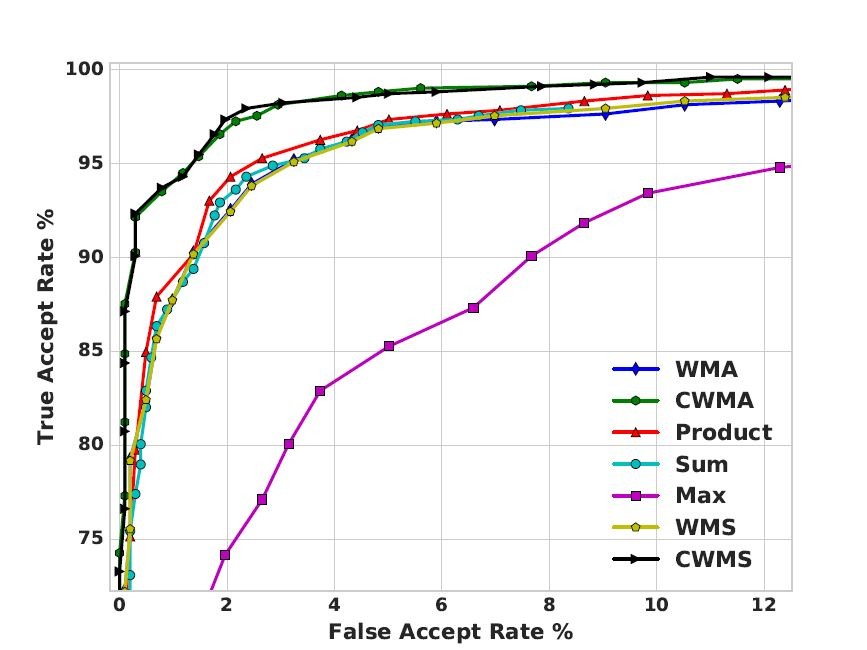 100
95
90
85
80
75
True Accept Rate %
WMA
CWMA
Product
Sum
Max
WMS
CWMS
0 2 4 6 8 10 12
False Accept Rate %